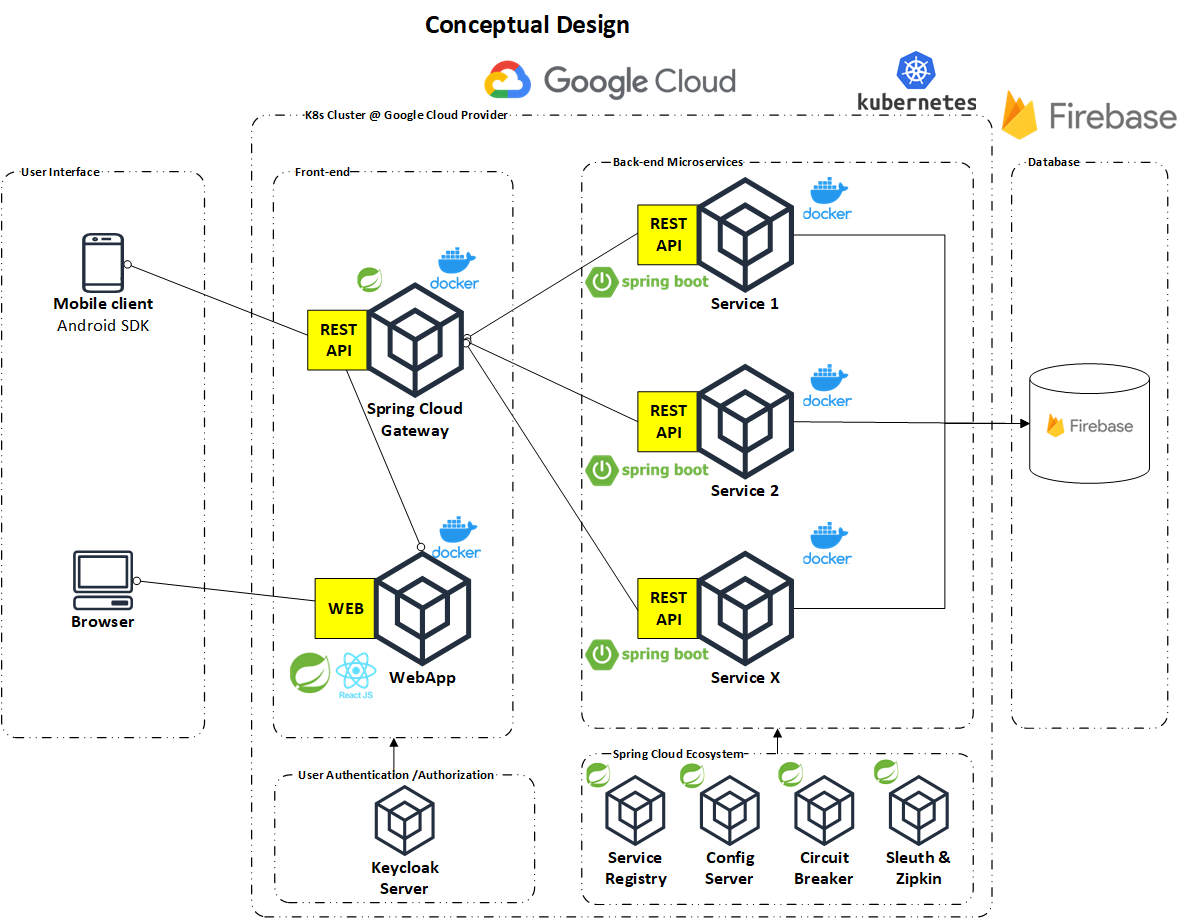 Conceptual Design
Google Cloud
kubernetes
Firebase
K8s Cluster @ Google Cloud Provider
User Interface
Front-end
Back-end Microservices
Database
Mobile client
Android SDK
Browser
docker
REST
API
Spring Cloud
Gateway
docker
WEB
React JS
WebApp
REST
API
docker
spring boot
Service 1
REST
API
docker
spring boot
Service 2
REST
API
docker
spring boot
Service X
Firebase
User Authentication /Authorization
Keycloak
Server
Spring Cloud Ecosystem
Service
Registry
Config
Server
Circuit
Breaker
Sleuth &
Zipkin